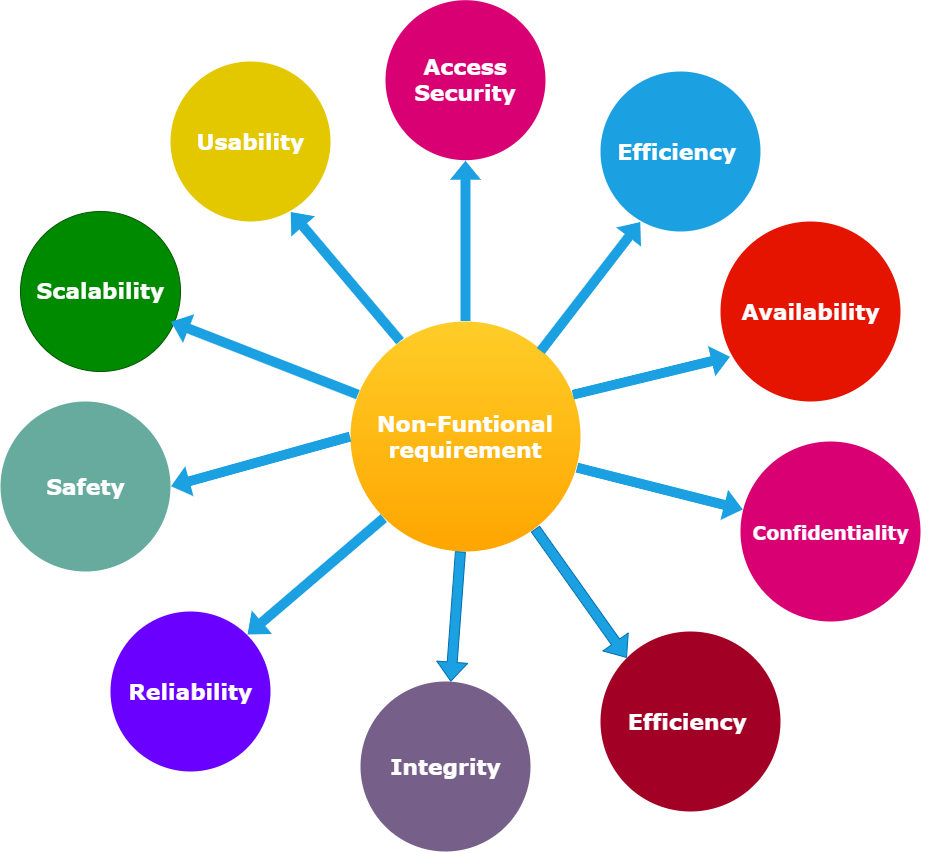 Access
Security
Usability
Efficiency
Scalability
Availability
Non-Funtional
requirement
Safety
Confidentiality
Reliability
Efficiency
Integrity